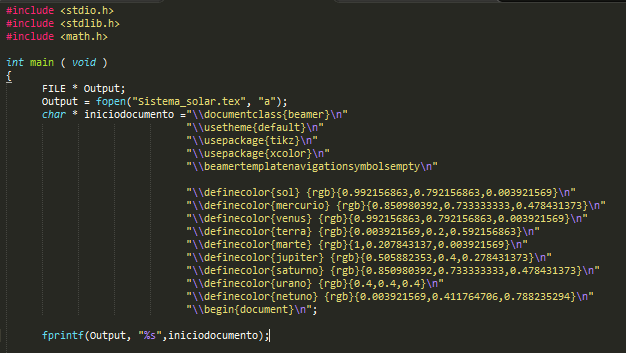 #include <stdio.h>
#include <stdlib.h>
#include <math.h>
int main ( void )
{
FILE * Output;
Output = fopen("Sistema_solar.tex", "a");
char * iniciodocumento ="\\documentclass{beamer}\n"
"\\usetheme{default}\n"
"\\usepackage{tikz}\n"
"\\usepackage{xcolor}\n"
"\\beamertemplatenavigationsymbolsempty\n"
"\\definecolor{sol} {rgb}{0.992156863,0.792156863,0.003921569}\n"
"\\definecolor{mercurio} {rgb}{0.850980392,0.733333333,0.478431373}\n"
"\\definecolor{venus} {rgb}{0.992156863,0.792156863,0.003921569}\n"
"\\definecolor{terra} {rgb}{0.003921569,0.2,0.592156863}\n"
"\\definecolor{marte} {rgb}{1,0.207843137,0.003921569}\n"
"\\definecolor{jupiter} {rgb}{0.505882353,0.4,0.278431373}\n"
"\\definecolor{saturno} {rgb}{0.850980392,0.733333333,0.478431373}\n"
"\\definecolor{urano} {rgb}{0.4,0.4,0.4}\n"
"\\definecolor{netuno} {rgb}{0.003921569,0.411764706,0.788235294}\n"
"\\begin{document}\n";
fprintf(Output, "%s",iniciodocumento);